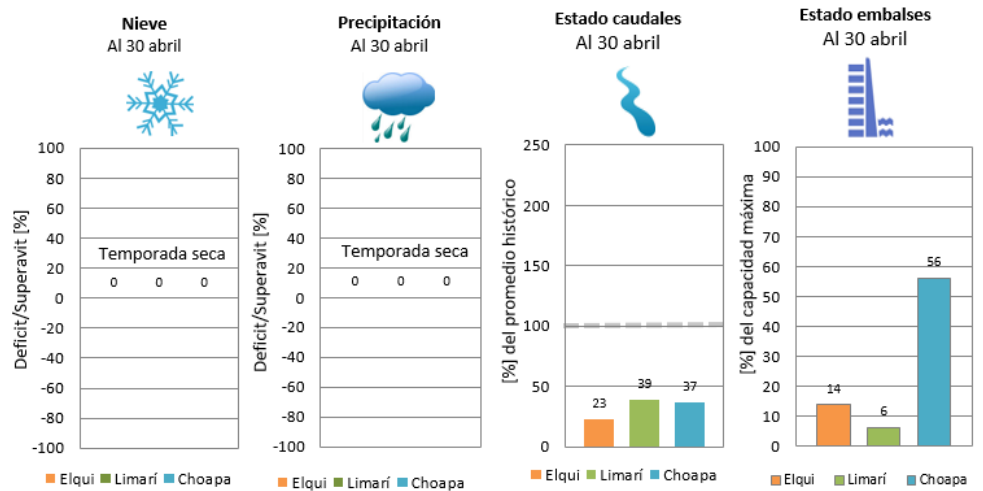 Nieve
Al 30 abril
Deficit/Superavit [%]
100
80
60
40
20
0
-20
-40
-60
-80
-100
Temporada seca
0 0 0
Elqui Limarí Choapa
Precipitación
Al 30 abril
Deficit/Superavit [%]
100
80
60
40
20
0
-20
-40
-60
-80
-100
Temporada seca
0 0 0
Elqui Limarí Choapa
Estado caudales
Al 30 abril
[%] del promedio histórico
250
200
150
100
50
0
23 39 37
Elqui Limarí Choapa
Estado embalses
Al 30 abril
[%] del capacidad máxima
100
90
80
70
60
50
40
30
20
10
0
14 6 56
Elqui Limarí Choapa